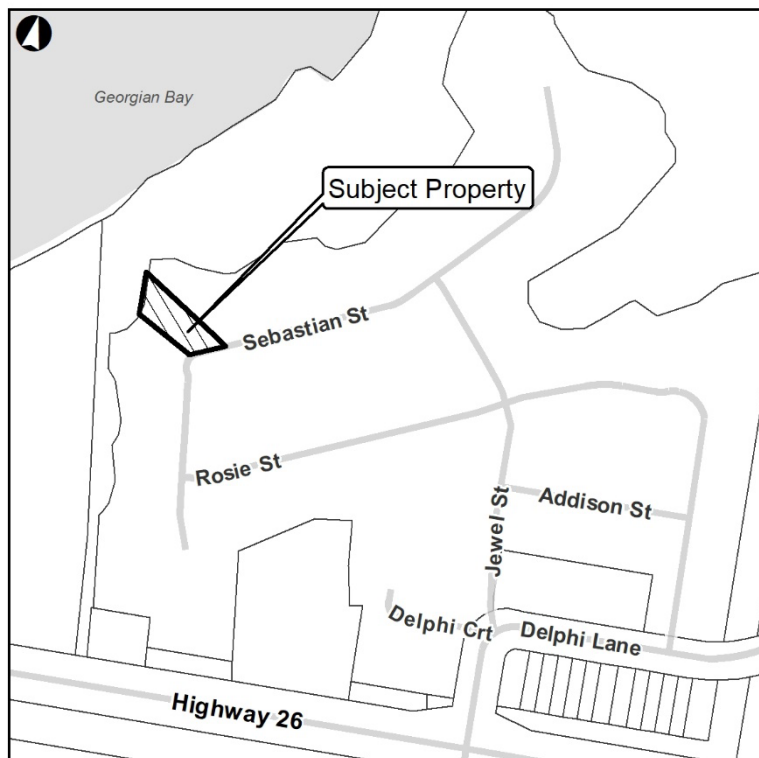 Georgian Bay
Subject Property
Sebastian St
Rosie St
Addison St
Jewel St
Delphi Crt
Delphi Lane
Highway 26